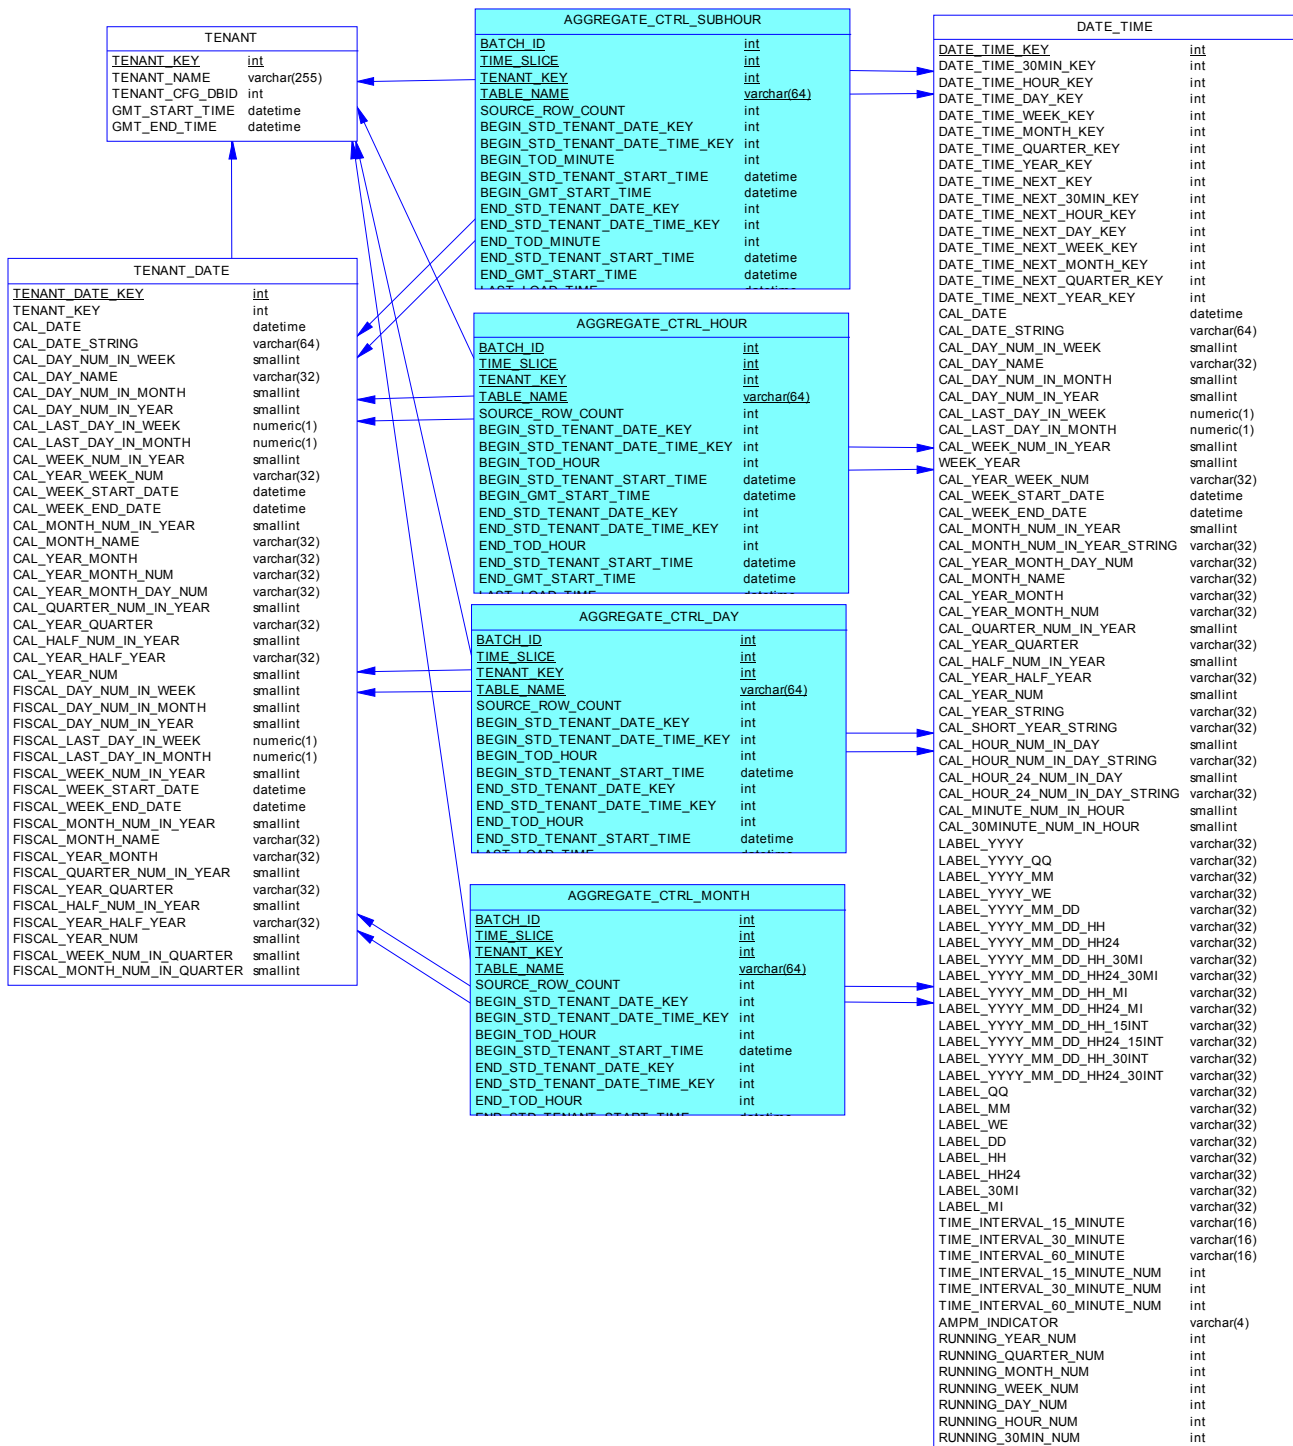 TENANT
TENANT_KEY int
TENANT_NAME varchar(255)
TENANT_CFG_DBID int
GMT_START_TIME datetime
GMT_END_TIME datetime
TENANT_DATE
TENANT_DATE_KEY int
TENANT_KEY int
CAL_DATE datetime
CAL_DATE_STRING varchar(64)
CAL_DAY_NUM_IN_WEEK smallint
CAL_DAY_NAME varchar(32)
CAL_DAY_NUM_IN_MONTH smallint
CAL_DAY_NUM_IN_YEAR smallint
CAL_LAST_DAY_IN_WEEK numeric(1)
CAL_LAST_DAY_IN_MONTH numeric(1)
CAL_WEEK_NUM_IN_YEAR smallint
CAL_YEAR_WEEK_NUM varchar(32)
CAL_WEEK_START_DATE datetime
CAL_WEEK_END_DATE datetime
CAL_MONTH_NUM_IN_YEAR smallint
CAL_MONTH_NAME varchar(32)
CAL_YEAR_MONTH varchar(32)
CAL_YEAR_MONTH_NUM varchar(32)
CAL_YEAR_MONTH_DAY_NUM varchar(32)
CAL_QUARTER_NUM_IN_YEAR smallint
CAL_YEAR_QUARTER varchar(32)
CAL_HALF_NUM_IN_YEAR smallint
CAL_YEAR_HALF_YEAR varchar(32)
CAL_YEAR_NUM smallint
FISCAL_DAY_NUM_IN_WEEK smallint
FISCAL_DAY_NUM_IN_MONTH smallint
FISCAL_DAY_NUM_IN_YEAR smallint
FISCAL_LAST_DAY_IN_WEEK numeric(1)
FISCAL_LAST_DAY_IN_MONTH numeric(1)
FISCAL_WEEK_NUM_IN_YEAR smallint
FISCAL_WEEK_START_DATE datetime
FISCAL_WEEK_END_DATE datetime
FISCAL_MONTH_NUM_IN_YEAR smallint
FISCAL_MONTH_NAME varchar(32)
FISCAL_YEAR_MONTH varchar(32)
FISCAL_QUARTER_NUM_IN_YEAR smallint
FISCAL_YEAR_QUARTER varchar(32)
FISCAL_HALF_NUM_IN_YEAR smallint
FISCAL_YEAR_HALF_YEAR varchar(32)
FISCAL_YEAR_NUM smallint
FISCAL_WEEK_NUM_IN_QUARTER smallint
FISCAL_MONTH_NUM_IN_QUARTER smallint
AGGREGATE_CTRL_SUBHOUR
BATCH_ID int
TIME_SLICE int
TENANT_KEY int
TABLE_NAME varchar(64)
SOURCE_ROW_COUNT int
BEGIN_STD_TENANT_DATE_KEY int
BEGIN_STD_TENANT_DATE_TIME_KEY int
BEGIN_TOD_MINUTE int
BEGIN_STD_TENANT_START_TIME datetime
BEGIN_GMT_START_TIME datetime
END_STD_TENANT_DATE_KEY int
END_STD_TENANT_DATE_TIME_KEY int
END_TOD_MINUTE int
END_STD_TENANT_START_TIME datetime
END_GMT_START_TIME datetime
LAST_LOAD_TIME datetime
AGGREGATE_CTRL_HOUR
BATCH_ID int
TIME_SLICE int
TENANT_KEY int
TABLE_NAME varchar(64)
SOURCE_ROW_COUNT int
BEGIN_STD_TENANT_DATE_KEY int
BEGIN_STD_TENANT_DATE_TIME_KEY int
BEGIN_TOD_HOUR int
BEGIN_STD_TENANT_START_TIME datetime
BEGIN_GMT_START_TIME datetime
END_STD_TENANT_DATE_KEY int
END_STD_TENANT_DATE_TIME_KEY int
END_TOD_HOUR int
END_STD_TENANT_START_TIME datetime
END_GMT_START_TIME datetime
LAST_LOAD_TIME datetime
AGGREGATE_CTRL_DAY
BATCH_ID int
TIME_SLICE int
TENANT_KEY int
TABLE_NAME varchar(64)
SOURCE_ROW_COUNT int
BEGIN_STD_TENANT_DATE_KEY int
BEGIN_STD_TENANT_DATE_TIME_KEY int
BEGIN_TOD_HOUR int
BEGIN_STD_TENANT_START_TIME datetime
END_STD_TENANT_DATE_KEY int
END_STD_TENANT_DATE_TIME_KEY int
END_TOD_HOUR int
END_STD_TENANT_START_TIME datetime
LAST_LOAD_TIME datetime
AGGREGATE_CTRL_MONTH
BATCH_ID int
TIME_SLICE int
TENANT_KEY int
TABLE_NAME varchar(64)
SOURCE_ROW_COUNT int
BEGIN_STD_TENANT_DATE_KEY int
BEGIN_STD_TENANT_DATE_TIME_KEY int
BEGIN_TOD_HOUR int
BEGIN_STD_TENANT_START_TIME datetime
END_STD_TENANT_DATE_KEY int
END_STD_TENANT_DATE_TIME_KEY int
END_TOD_HOUR int
END_STD_TENANT_START_TIME datetime
DATE_TIME
DATE_TIME_KEY int
DATE_TIME_30MIN_KEY int
DATE_TIME_HOUR_KEY int
DATE_TIME_DAY_KEY int
DATE_TIME_WEEK_KEY int
DATE_TIME_MONTH_KEY int
DATE_TIME_QUARTER_KEY int
DATE_TIME_YEAR_KEY int
DATE_TIME_NEXT_KEY int
DATE_TIME_NEXT_30MIN_KEY int
DATE_TIME_NEXT_HOUR_KEY int
DATE_TIME_NEXT_DAY_KEY int
DATE_TIME_NEXT_WEEK_KEY int
DATE_TIME_NEXT_MONTH_KEY int
DATE_TIME_NEXT_QUARTER_KEY int
DATE_TIME_NEXT_YEAR_KEY int
CAL_DATE datetime
CAL_DATE_STRING varchar(64)
CAL_DAY_NUM_IN_WEEK smallint
CAL_DAY_NAME varchar(32)
CAL_DAY_NUM_IN_MONTH smallint
CAL_DAY_NUM_IN_YEAR smallint
CAL_LAST_DAY_IN_WEEK numeric(1)
CAL_LAST_DAY_IN_MONTH numeric(1)
CAL_WEEK_NUM_IN_YEAR smallint
WEEK_YEAR smallint
CAL_YEAR_WEEK_NUM varchar(32)
CAL_WEEK_START_DATE datetime
CAL_WEEK_END_DATE datetime
CAL_MONTH_NUM_IN_YEAR smallint
CAL_MONTH_NUM_IN_YEAR_STRING varchar(32)
CAL_YEAR_MONTH_DAY_NUM varchar(32)
CAL_MONTH_NAME varchar(32)
CAL_YEAR_MONTH varchar(32)
CAL_YEAR_MONTH_NUM varchar(32)
CAL_QUARTER_NUM_IN_YEAR smallint
CAL_YEAR_QUARTER varchar(32)
CAL_HALF_NUM_IN_YEAR smallint
CAL_YEAR_HALF_YEAR varchar(32)
CAL_YEAR_NUM smallint
CAL_YEAR_STRING varchar(32)
CAL_SHORT_YEAR_STRING varchar(32)
CAL_HOUR_NUM_IN_DAY smallint
CAL_HOUR_NUM_IN_DAY_STRING varchar(32)
CAL_HOUR_24_NUM_IN_DAY smallint
CAL_HOUR_24_NUM_IN_DAY_STRING varchar(32)
CAL_MINUTE_NUM_IN_HOUR smallint
CAL_30MINUTE_NUM_IN_HOUR smallint
LABEL_YYYY varchar(32)
LABEL_YYYY_QQ varchar(32)
LABEL_YYYY_MM varchar(32)
LABEL_YYYY_WE varchar(32)
LABEL_YYYY_MM_DD varchar(32)
LABEL_YYYY_MM_DD_HH varchar(32)
LABEL_YYYY_MM_DD_HH24 varchar(32)
LABEL_YYYY_MM_DD_HH_30MI varchar(32)
LABEL_YYYY_MM_DD_HH24_30MI varchar(32)
LABEL_YYYY_MM_DD_HH_MI varchar(32)
LABEL_YYYY_MM_DD_HH24_MI varchar(32)
LABEL_YYYY_MM_DD_HH_15INT varchar(32)
LABEL_YYYY_MM_DD_HH24_15INT varchar(32)
LABEL_YYYY_MM_DD_HH_30INT varchar(32)
LABEL_YYYY_MM_DD_HH24_30INT varchar(32)
LABEL_QQ varchar(32)
LABEL_MM varchar(32)
LABEL_WE varchar(32)
LABEL_DD varchar(32)
LABEL_HH varchar(32)
LABEL_HH24 varchar(32)
LABEL_30MI varchar(32)
LABEL_MI varchar(32)
TIME_INTERVAL_15_MINUTE varchar(16)
TIME_INTERVAL_30_MINUTE varchar(16)
TIME_INTERVAL_60_MINUTE varchar(16)
TIME_INTERVAL_15_MINUTE_NUM int
TIME_INTERVAL_30_MINUTE_NUM int
TIME_INTERVAL_60_MINUTE_NUM int
AMPM_INDICATOR varchar(4)
RUNNING_YEAR_NUM int
RUNNING_QUARTER_NUM int
RUNNING_MONTH_NUM int
RUNNING_WEEK_NUM int
RUNNING_DAY_NUM int
RUNNING_HOUR_NUM int
RUNNING_30MIN_NUM int